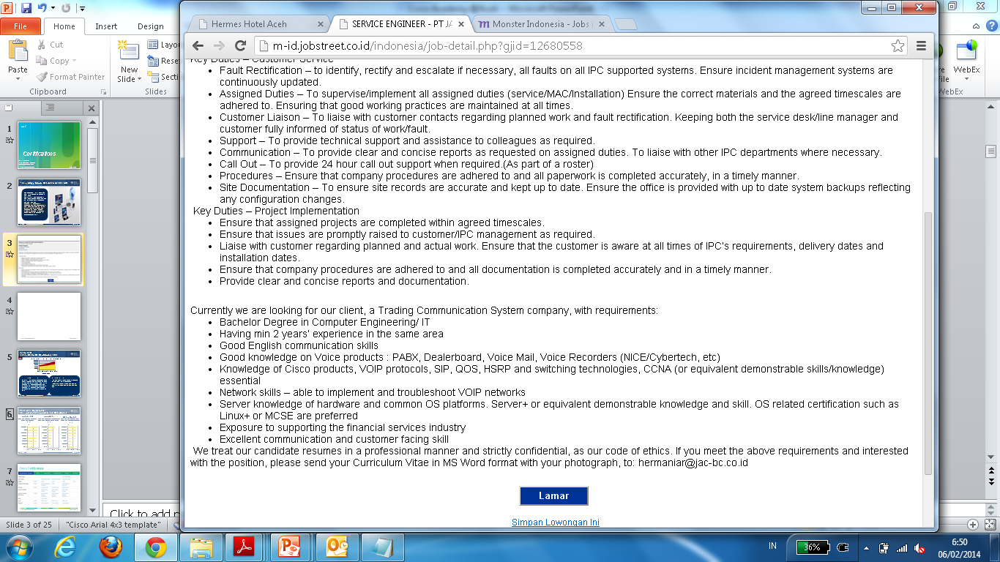 File
Home
Insert
Design
Cut
Copy
Format Painter
Paste
Clipboard
New
Slide
Slides
Hermes Hotel Aceh
SERVICE ENGINEER - PT JA
Monster Indonesia - Jobs
m-id.jobstreet.co.id/indonesia/job-detail.php?gjid=12680558
Key Duties – Customer Service
• Fault Rectification – to identify, rectify and escalate if necessary, all faults on all IPC supported systems. Ensure incident management systems are
continuously updated.
• Assigned Duties – To supervise/implement all assigned duties (service/MAC/Installation) Ensure the correct materials and the agreed timescales are
adhered to. Ensuring that good working practices are maintained at all times.
• Customer Liaison – To liaise with customer contacts regarding planned work and fault rectification. Keeping both the service desk/line manager and
customer fully informed of status of work/fault.
• Support – To provide technical support and assistance to colleagues as required.
• Communication – To provide clear and concise reports as requested on assigned duties. To liaise with other IPC departments where necessary.
• Call Out – To provide 24 hour call out support when required.(As part of a roster)
• Procedures – Ensure that company procedures are adhered to and all paperwork is completed accurately, in a timely manner.
• Site Documentation – To ensure site records are accurate and kept up to date. Ensure the office is provided with up to date system backups reflecting
any configuration changes.
Key Duties – Project Implementation
• Ensure that assigned projects are completed within agreed timescales.
• Ensure that issues are promptly raised to customer/IPC management as required.
• Liaise with customer regarding planned and actual work. Ensure that the customer is aware at all times of IPC's requirements, delivery dates and
installation dates.
• Ensure that company procedures are adhered to and all documentation is completed accurately and in a timely manner.
• Provide clear and concise reports and documentation.
Currently we are looking for our client, a Trading Communication System company, with requirements:
• Bachelor Degree in Computer Engineering/ IT
• Having min 2 years' experience in the same area
• Good English communication skills
• Good knowledge on Voice products : PABX, Dealerboard, Voice Mail, Voice Recorders (NICE/Cybertech, etc)
• Knowledge of Cisco products, VOIP protocols, SIP, QOS, HSRP and switching technologies, CCNA (or equivalent demonstrable skills/knowledge)
essential
• Network skills – able to implement and troubleshoot VOIP networks
• Server knowledge of hardware and common OS platforms. Server+ or equivalent demonstrable knowledge and skill. OS related certification such as
Linux+ or MCSE are preferred
• Exposure to supporting the financial services industry
• Excellent communication and customer facing skill
We treat our candidate resumes in a professional manner and strictly confidential, as our code of ethics. If you meet the above requirements and interested
with the position, please send your Curriculum Vitae in MS Word format with your photograph, to: hermoniar@jac-bc.co.id
Lamar
Simpan Lowongan Ini
WebEx
WebEx
1
Certifications
2
3
4
5
6
7
Click to add
Slide 3 of 25
"Cisco Arial 4x3 template"
IN
36%
6:50
06/02/2014